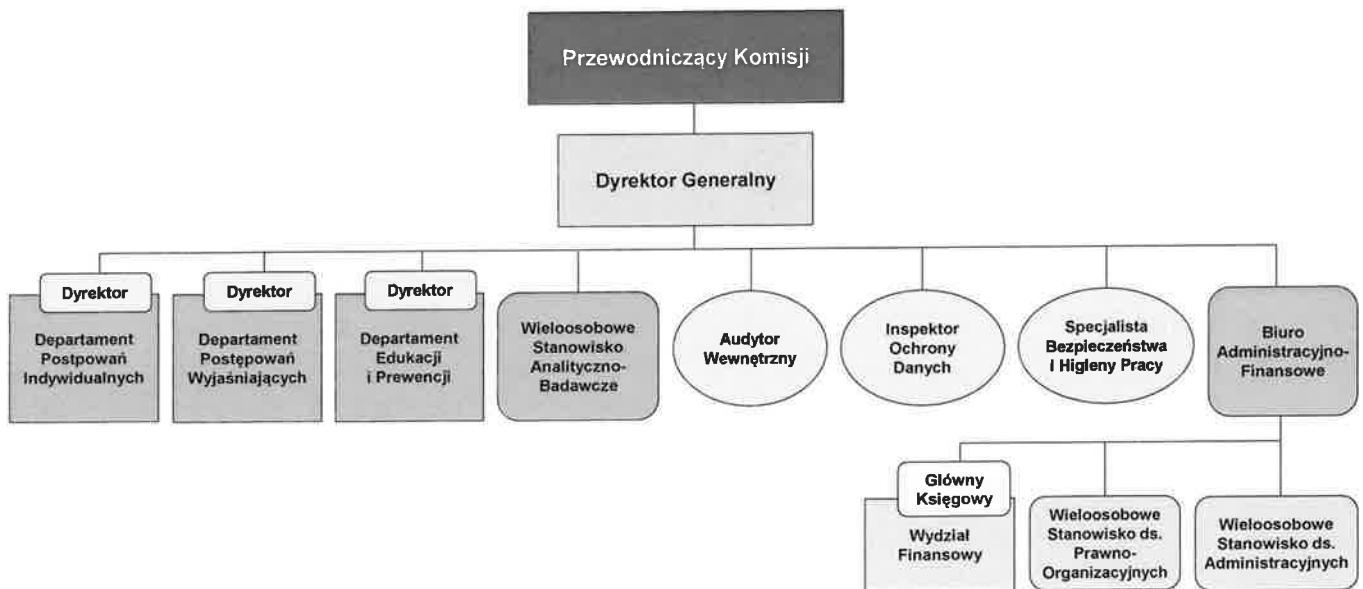 Przewodniczący Komisji
Dyrektor Generalny
Dyrektor
Departament
Postpowań
Indywidualnych
Dyrektor
Departament
Postępowań
Wyjaśniających
Dyrektor
Departament
Edukacji
i Prewencji
Wieloosobowe
Stanowisko
Analityczno-
Badawcze
Audytor
Wewnętrzny
Inspektor
Ochrony
Danych
Specjalista
Bezpieczeństwa
i Higieny Pracy
Biuro
Administracyjno-
Finansowe
Główny
Księgowy
Wydział
Finansowy
Wieloosobowe
Stanowisko ds.
Prawno-
Organizacyjnych
Wieloosobowe
Stanowisko ds.
Administracyjnych